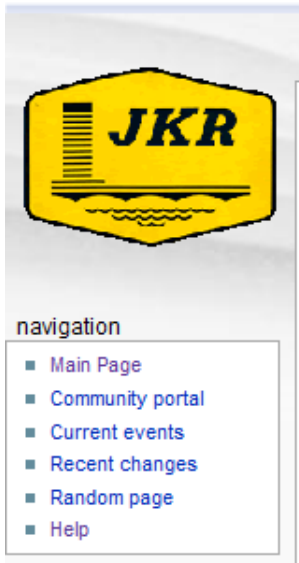 JKR
navigation
Main Page
Community portal
Current events
Recent changes
Random page
Help